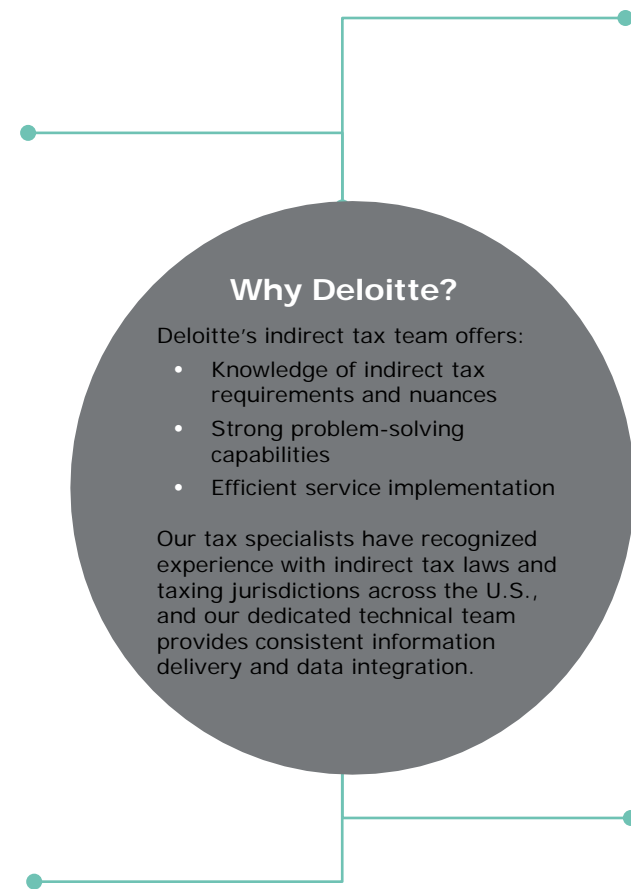 Why Deloitte?
Deloitte’s indirect tax team offers:
• Knowledge of indirect tax
requirements and nuances
• Strong problem-solving
capabilities
• Efficient service implementation
Our tax specialists have recognized
experience with indirect tax laws and
taxing jurisdictions across the U.S.,
and our dedicated technical team
provides consistent information
delivery and data integration.